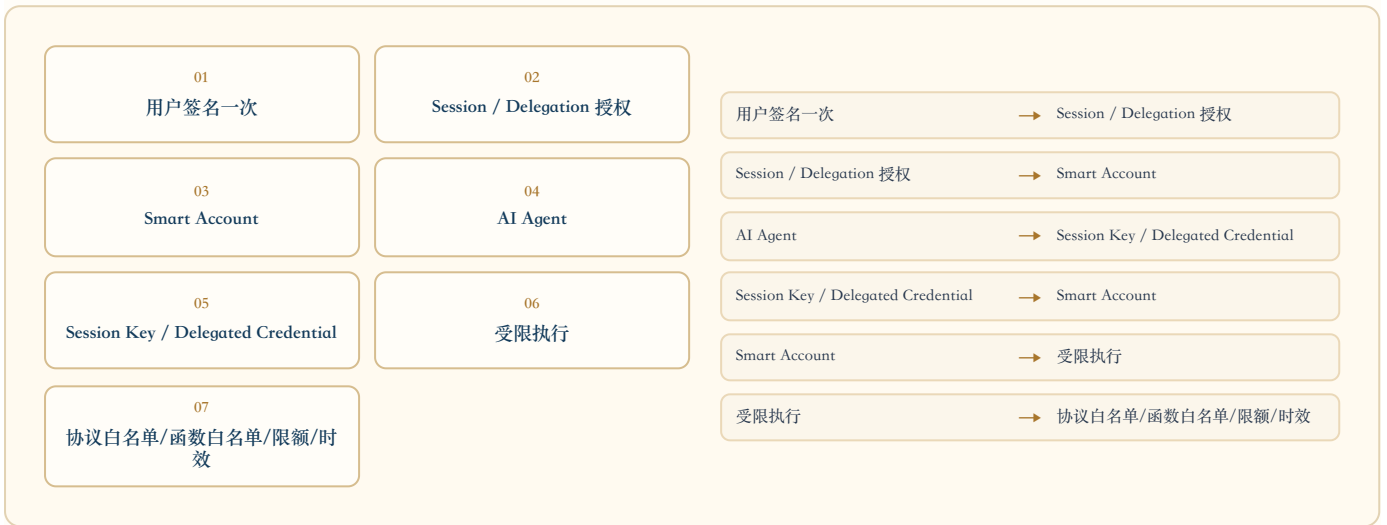 01
用户签名一次
02
Session / Delegation 授权
03
Smart Account
04
AI Agent
05
Session Key / Delegated Credential
06
受限执行
07
协议白名单/函数白名单/限额/时
效
用户签名一次 → Session / Delegation 授权
Session / Delegation 授权 → Smart Account
AI Agent → Session Key / Delegated Credential
Session Key / Delegated Credential → Smart Account
Smart Account → 受限执行
受限执行 → 协议白名单/函数白名单/限额/时效